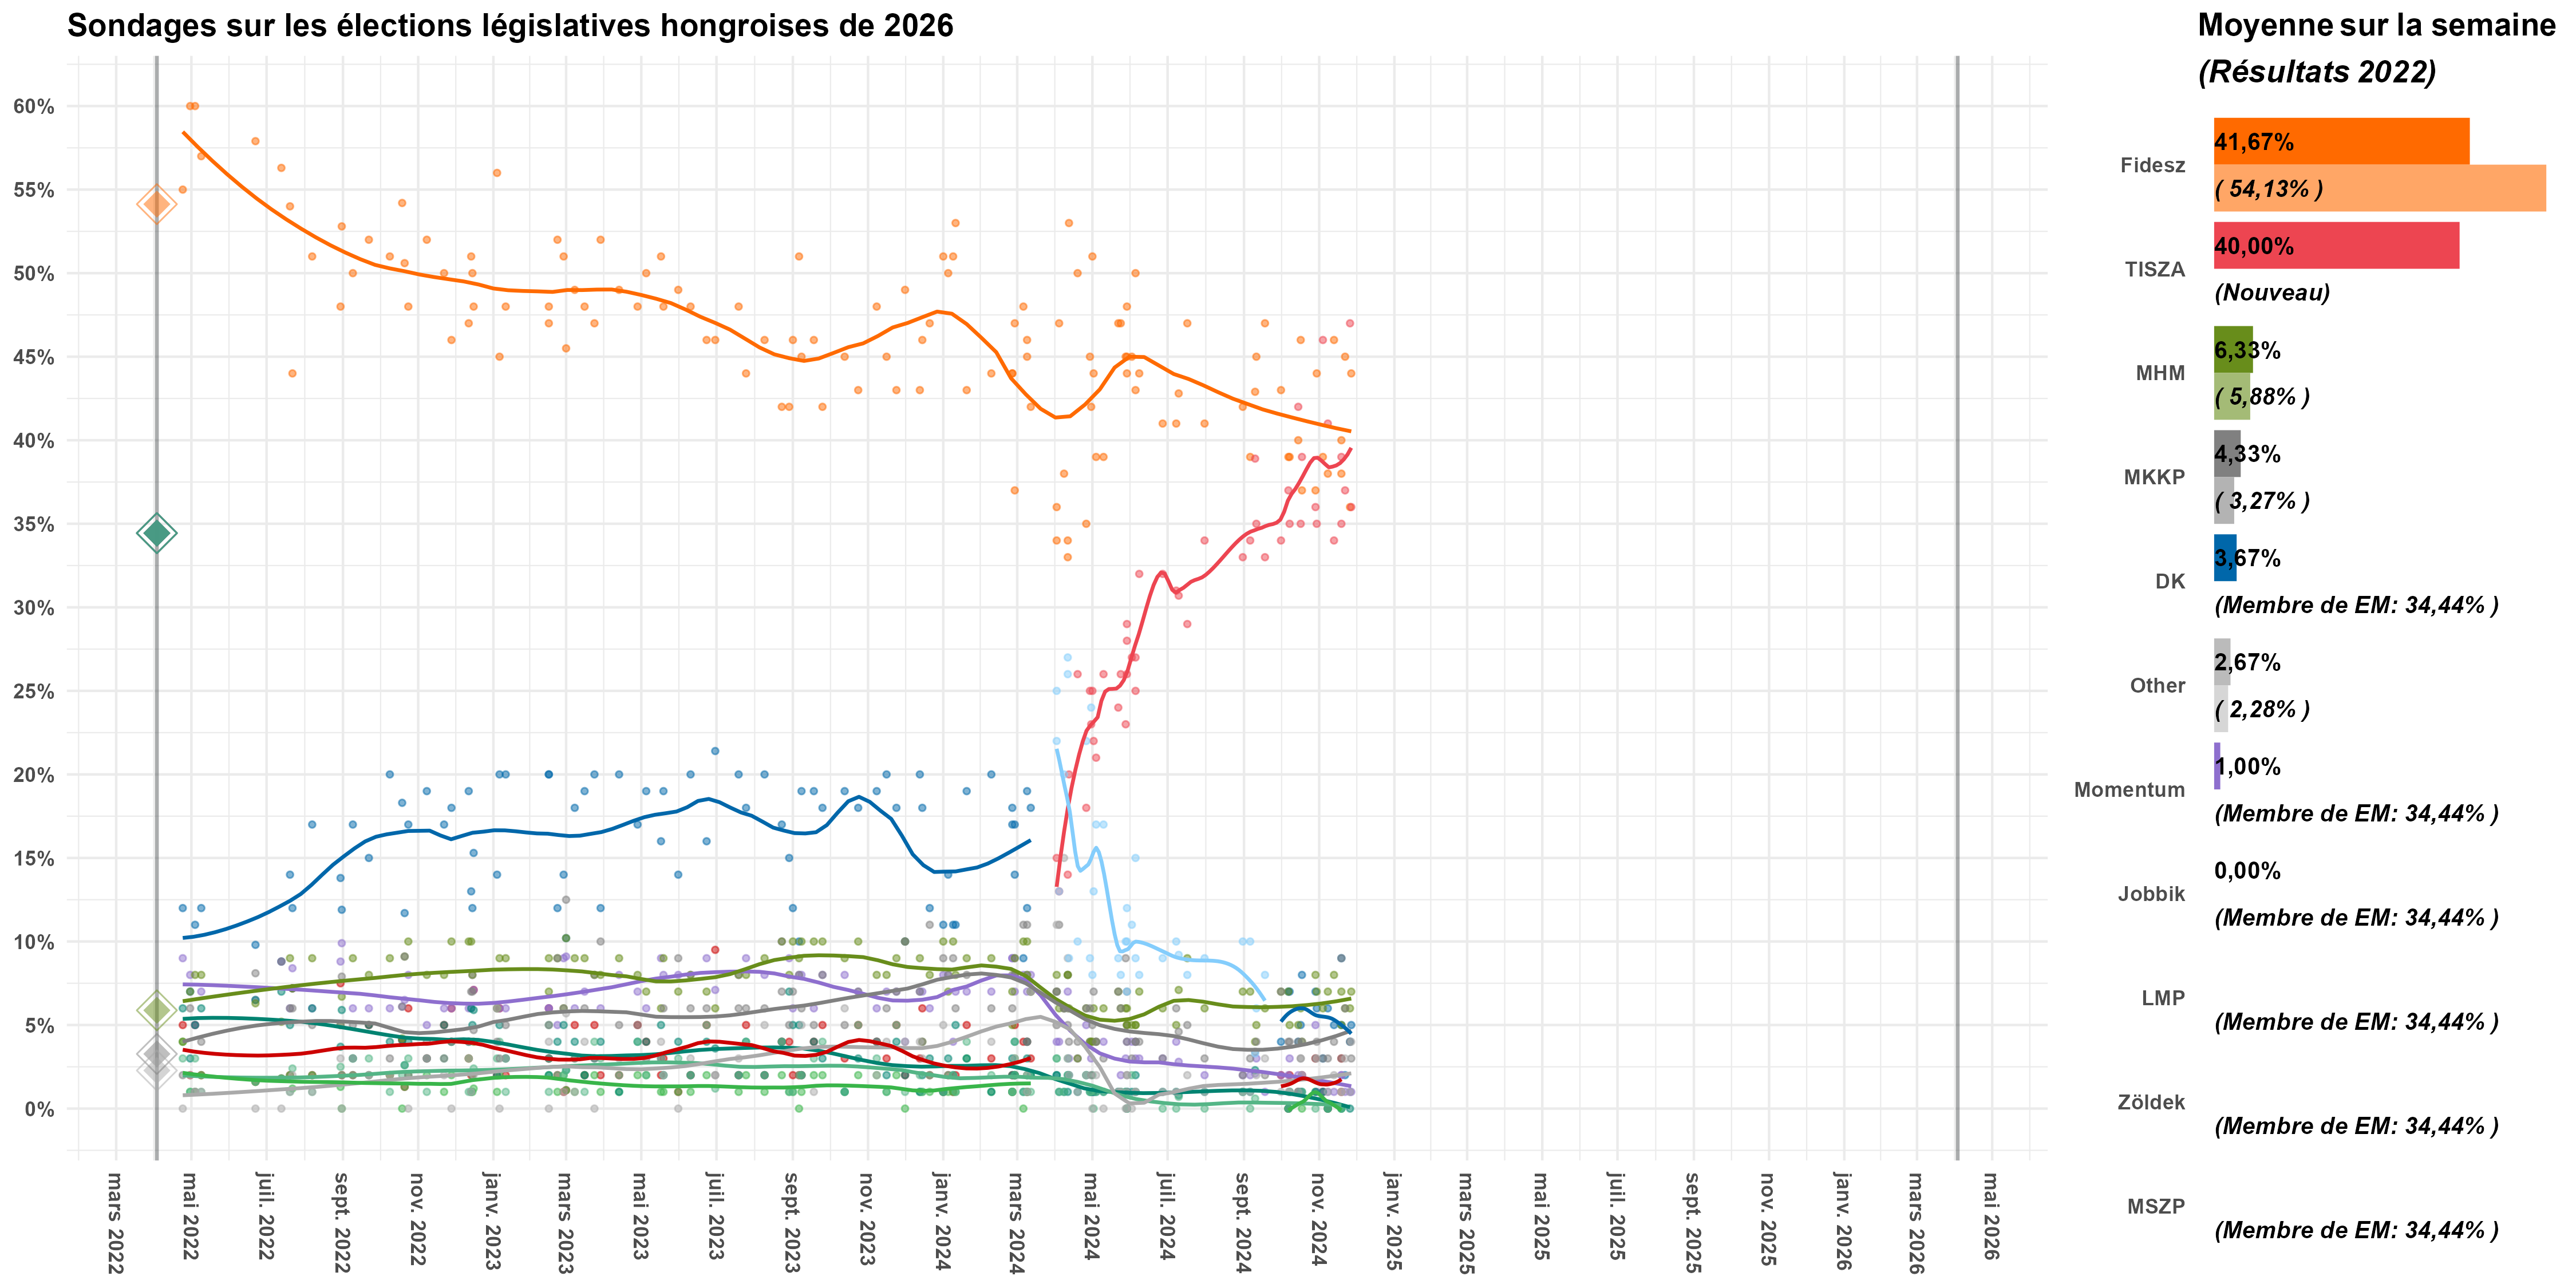 Sondages sur les élections législatives hongroises de 2026
60%
55%
50%
45%
40%
35%
30%
25%
20%
15%
10%
5%
0%
mars 2022
mai 2022
juil. 2022
sept. 2022
nov. 2022
janv. 2023
mars 2023
mai 2023
juil. 2023
sept. 2023
nov. 2023
janv. 2024
mars 2024
mai 2024
juil. 2024
sept. 2024
nov. 2024
janv. 2025
mars 2025
mai 2025
juil. 2025
sept. 2025
nov. 2025
janv. 2026
mars 2026
mai 2026
Moyenne sur la semaine
(Résultats 2022)
Fidesz
41,67%
( 54,13% )
TISZA
40,00%
(Nouveau)
MHM
6,33%
( 5,88% )
MKKP
4,33%
( 3,27% )
DK
3,67%
(Membre de EM: 34,44% )
Other
2,67%
( 2,28% )
Momentum
1,00%
(Membre de EM: 34,44% )
Jobbik
0,00%
(Membre de EM: 34,44% )
LMP
(Membre de EM: 34,44% )
Zöldek
(Membre de EM: 34,44% )
MSZP
(Membre de EM: 34,44% )